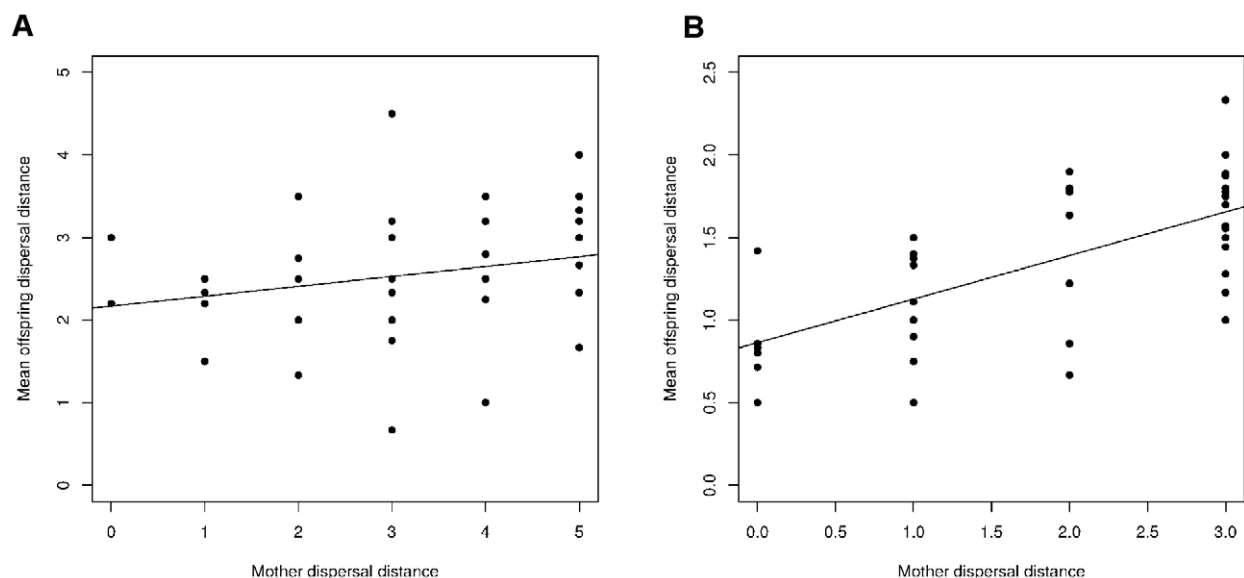 A
5
4
3
2
1
0
Mean offspring dispersal distance
0 1 2 3 4 5
Mother dispersal distance
B
2.5
2.0
1.5
1.0
0.5
0.0
Mean offspring dispersal distance
0.0 0.5 1.0 1.5 2.0 2.5 3.0
Mother dispersal distance